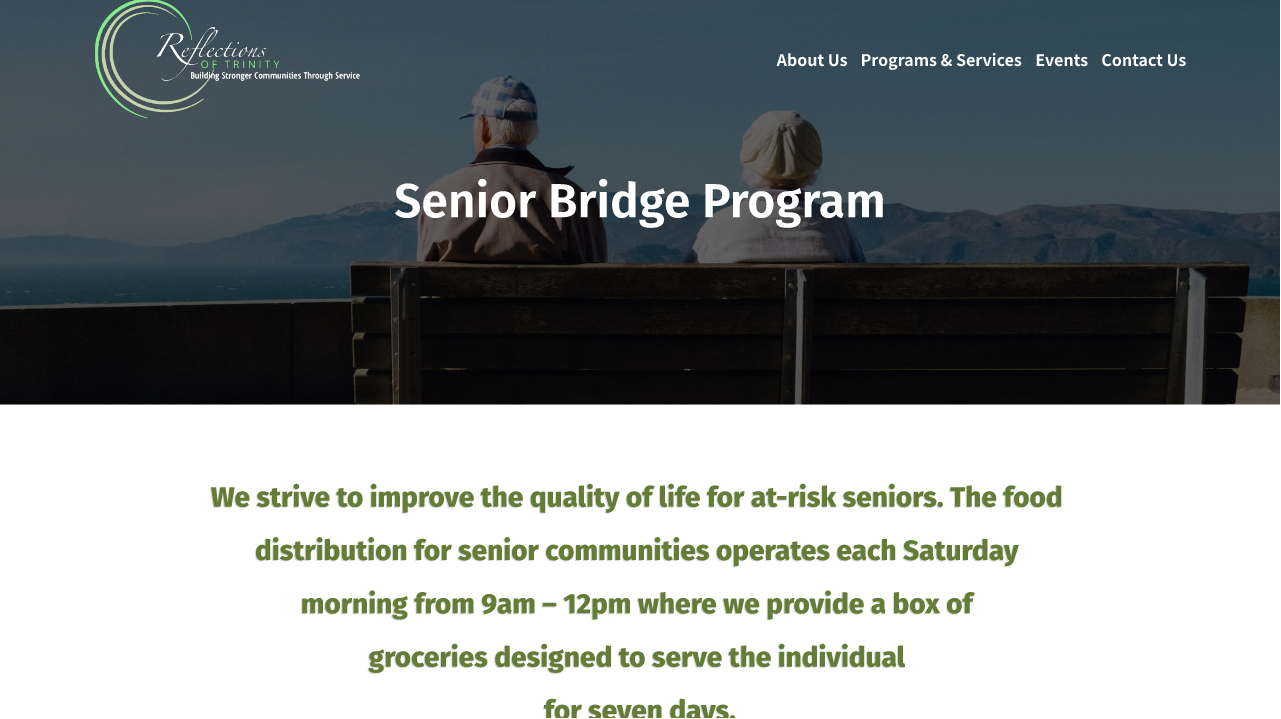 Reflections
OF TRINITY
Building Stronger Communities Through Service
About Us Programs & Services Events Contact Us
Senior Bridge Program
We strive to improve the quality of life for at-risk seniors. The food
distribution for senior communities operates each Saturday
morning from 9am – 12pm where we provide a box of
groceries designed to serve the individual
for seven days.